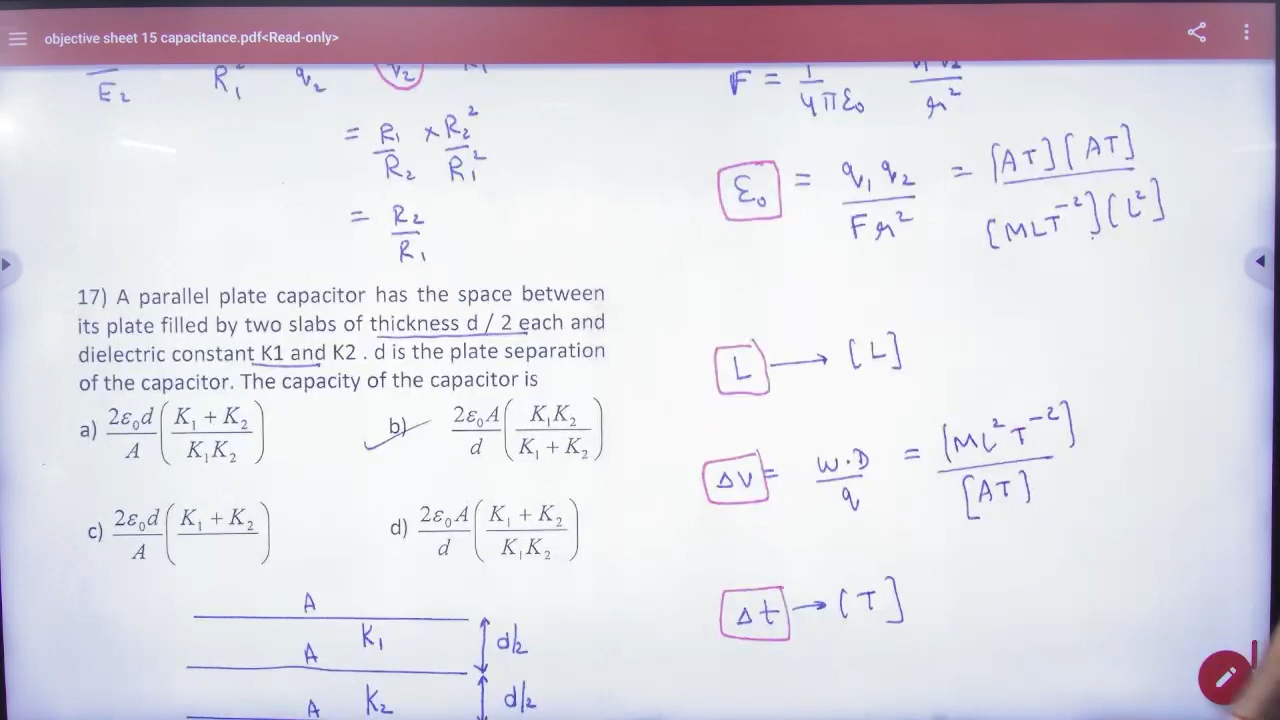 objective sheet 15 capacitance.pdf<Read-only>
E₂ R₁² q₂ V₂ R₁
= R₁/R₂ × R₂²/R₁²
= R₂/R₁
17) A parallel plate capacitor has the space between
its plate filled by two slabs of thickness d / 2 each and
dielectric constant K1 and K2 . d is the plate separation
of the capacitor. The capacity of the capacitor is
a) 2ε₀d/A ( K₁ + K₂ / K₁K₂ ) b) 2ε₀A/d ( K₁K₂ / K₁ + K₂ )
c) 2ε₀d/A ( K₁ + K₂ ) d) 2ε₀A/d ( K₁ + K₂ / K₁K₂ )
A
K₁ d/2
A
K₂ d/2
A
F = 1/4πε₀ q₁q₂/r²
ε₀ = q₁q₂/Fr² = [AT][AT]/[MLT⁻²][L²]
L → [L]
ΔV = W.D/q = [ML²T⁻²]/[AT]
Δt → [T]